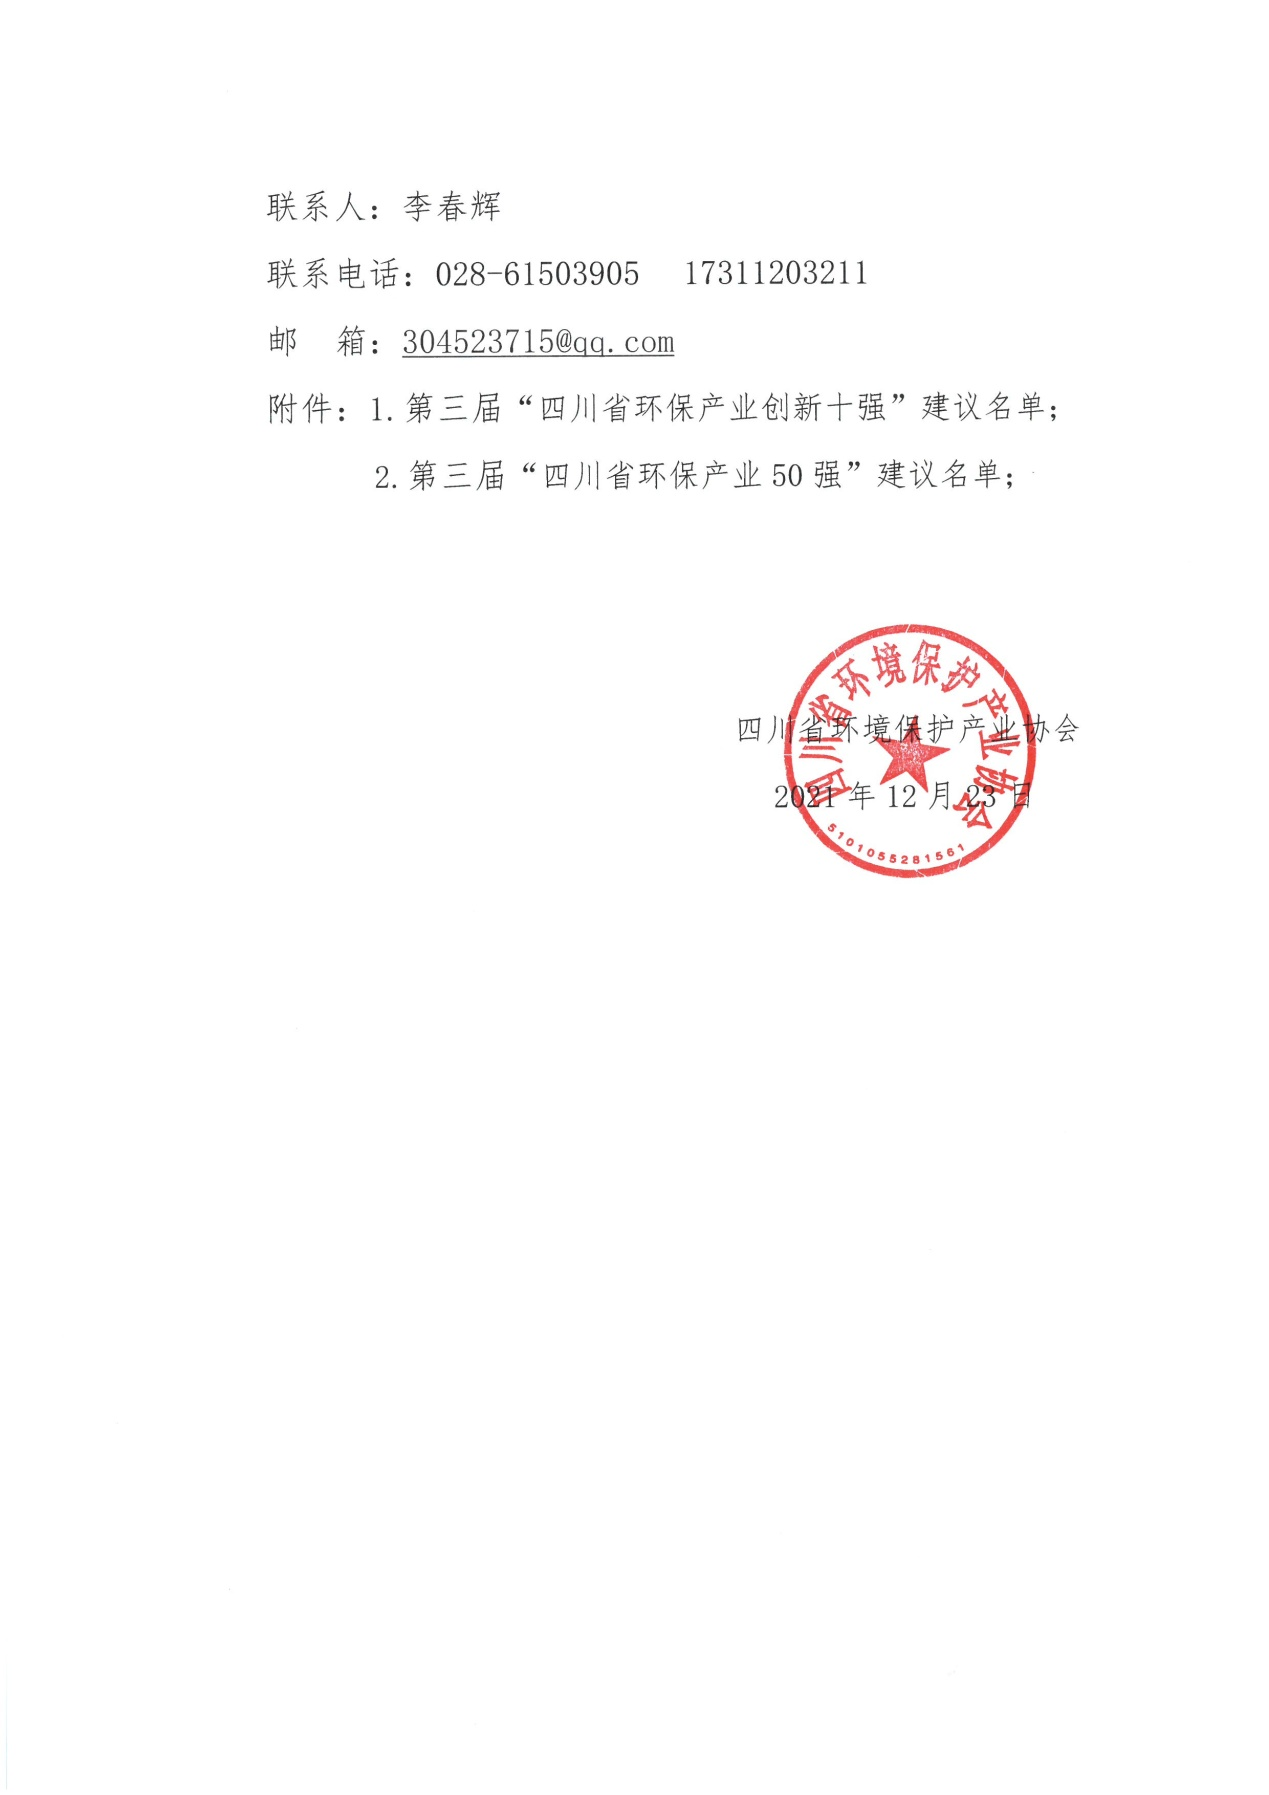 联系人：李春辉
联系电话：028-61503905 17311203211
邮 箱：304523715@qq.com
附件：1.第三届“四川省环保产业创新十强”建议名单；
2.第三届“四川省环保产业50强”建议名单；
四川省环境保护产业协会
2021年12月23日
四川省环境保护产业协会
5101055281561